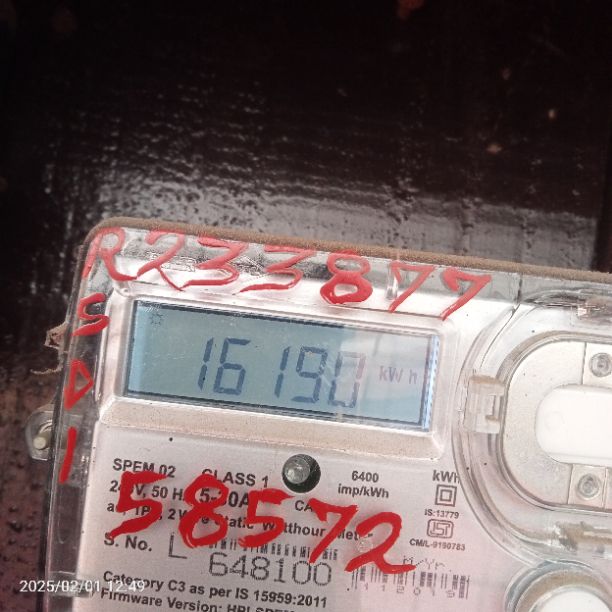 R233877
S
D
1
16190 kWh
SPEM 02 CLASS 1 6400 imp/kWh kWh
58572
IS:13779
CM/L-9190783
S. No. L
648100
M/Yr.
Category C3 as per IS 15959:2011
Firmware Version:
2025/02/01 12:49